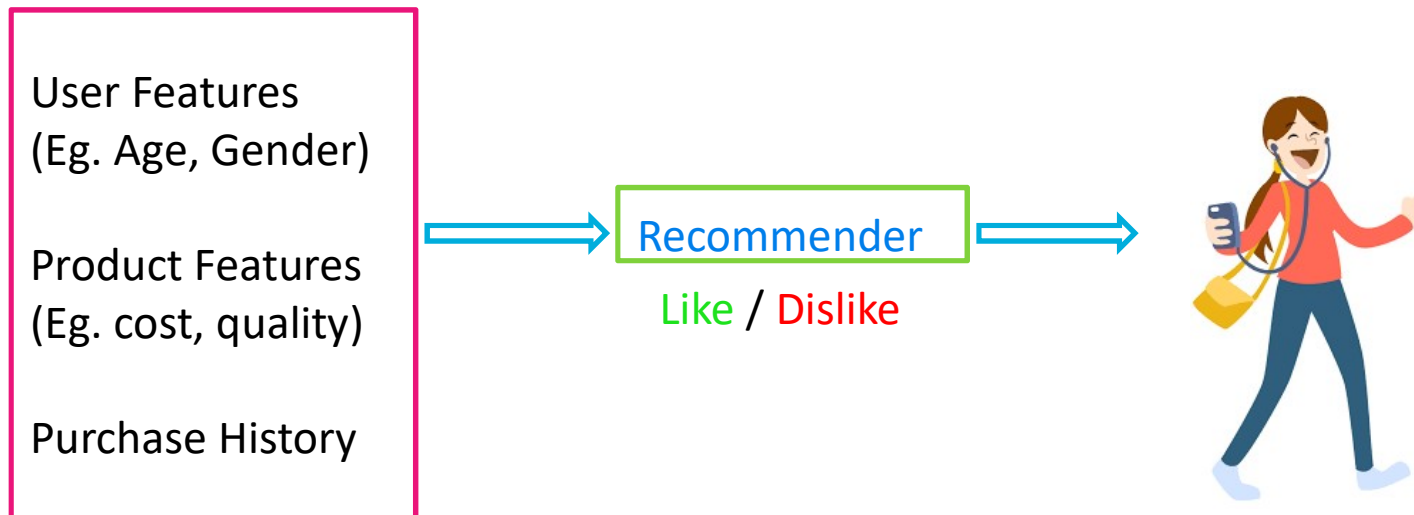 User Features
(Eg. Age, Gender)
Product Features
(Eg. cost, quality)
Purchase History
Recommender
Like / Dislike